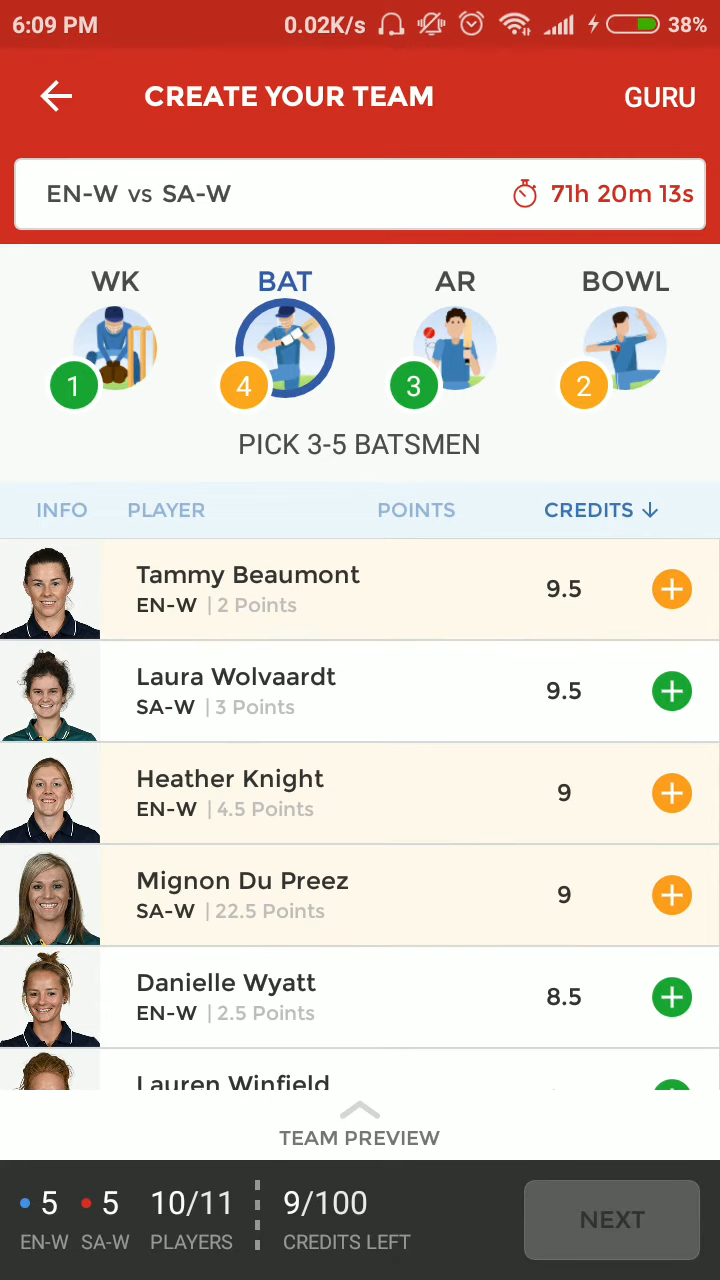 6:09 PM 0.02K/s 38%
CREATE YOUR TEAM GURU
EN-W vs SA-W 71h 20m 13s
WK BAT AR BOWL
1 4 3 2
PICK 3-5 BATSMEN
INFO PLAYER POINTS CREDITS
Tammy Beaumont
EN-W | 2 Points 9.5
Laura Wolvaardt
SA-W | 3 Points 9.5
Heather Knight
EN-W | 4.5 Points 9
Mignon Du Preez
SA-W | 22.5 Points 9
Danielle Wyatt
EN-W | 2.5 Points 8.5
Lauren Winfield
TEAM PREVIEW
5 5 10/11 9/100
EN-W SA-W PLAYERS CREDITS LEFT
NEXT